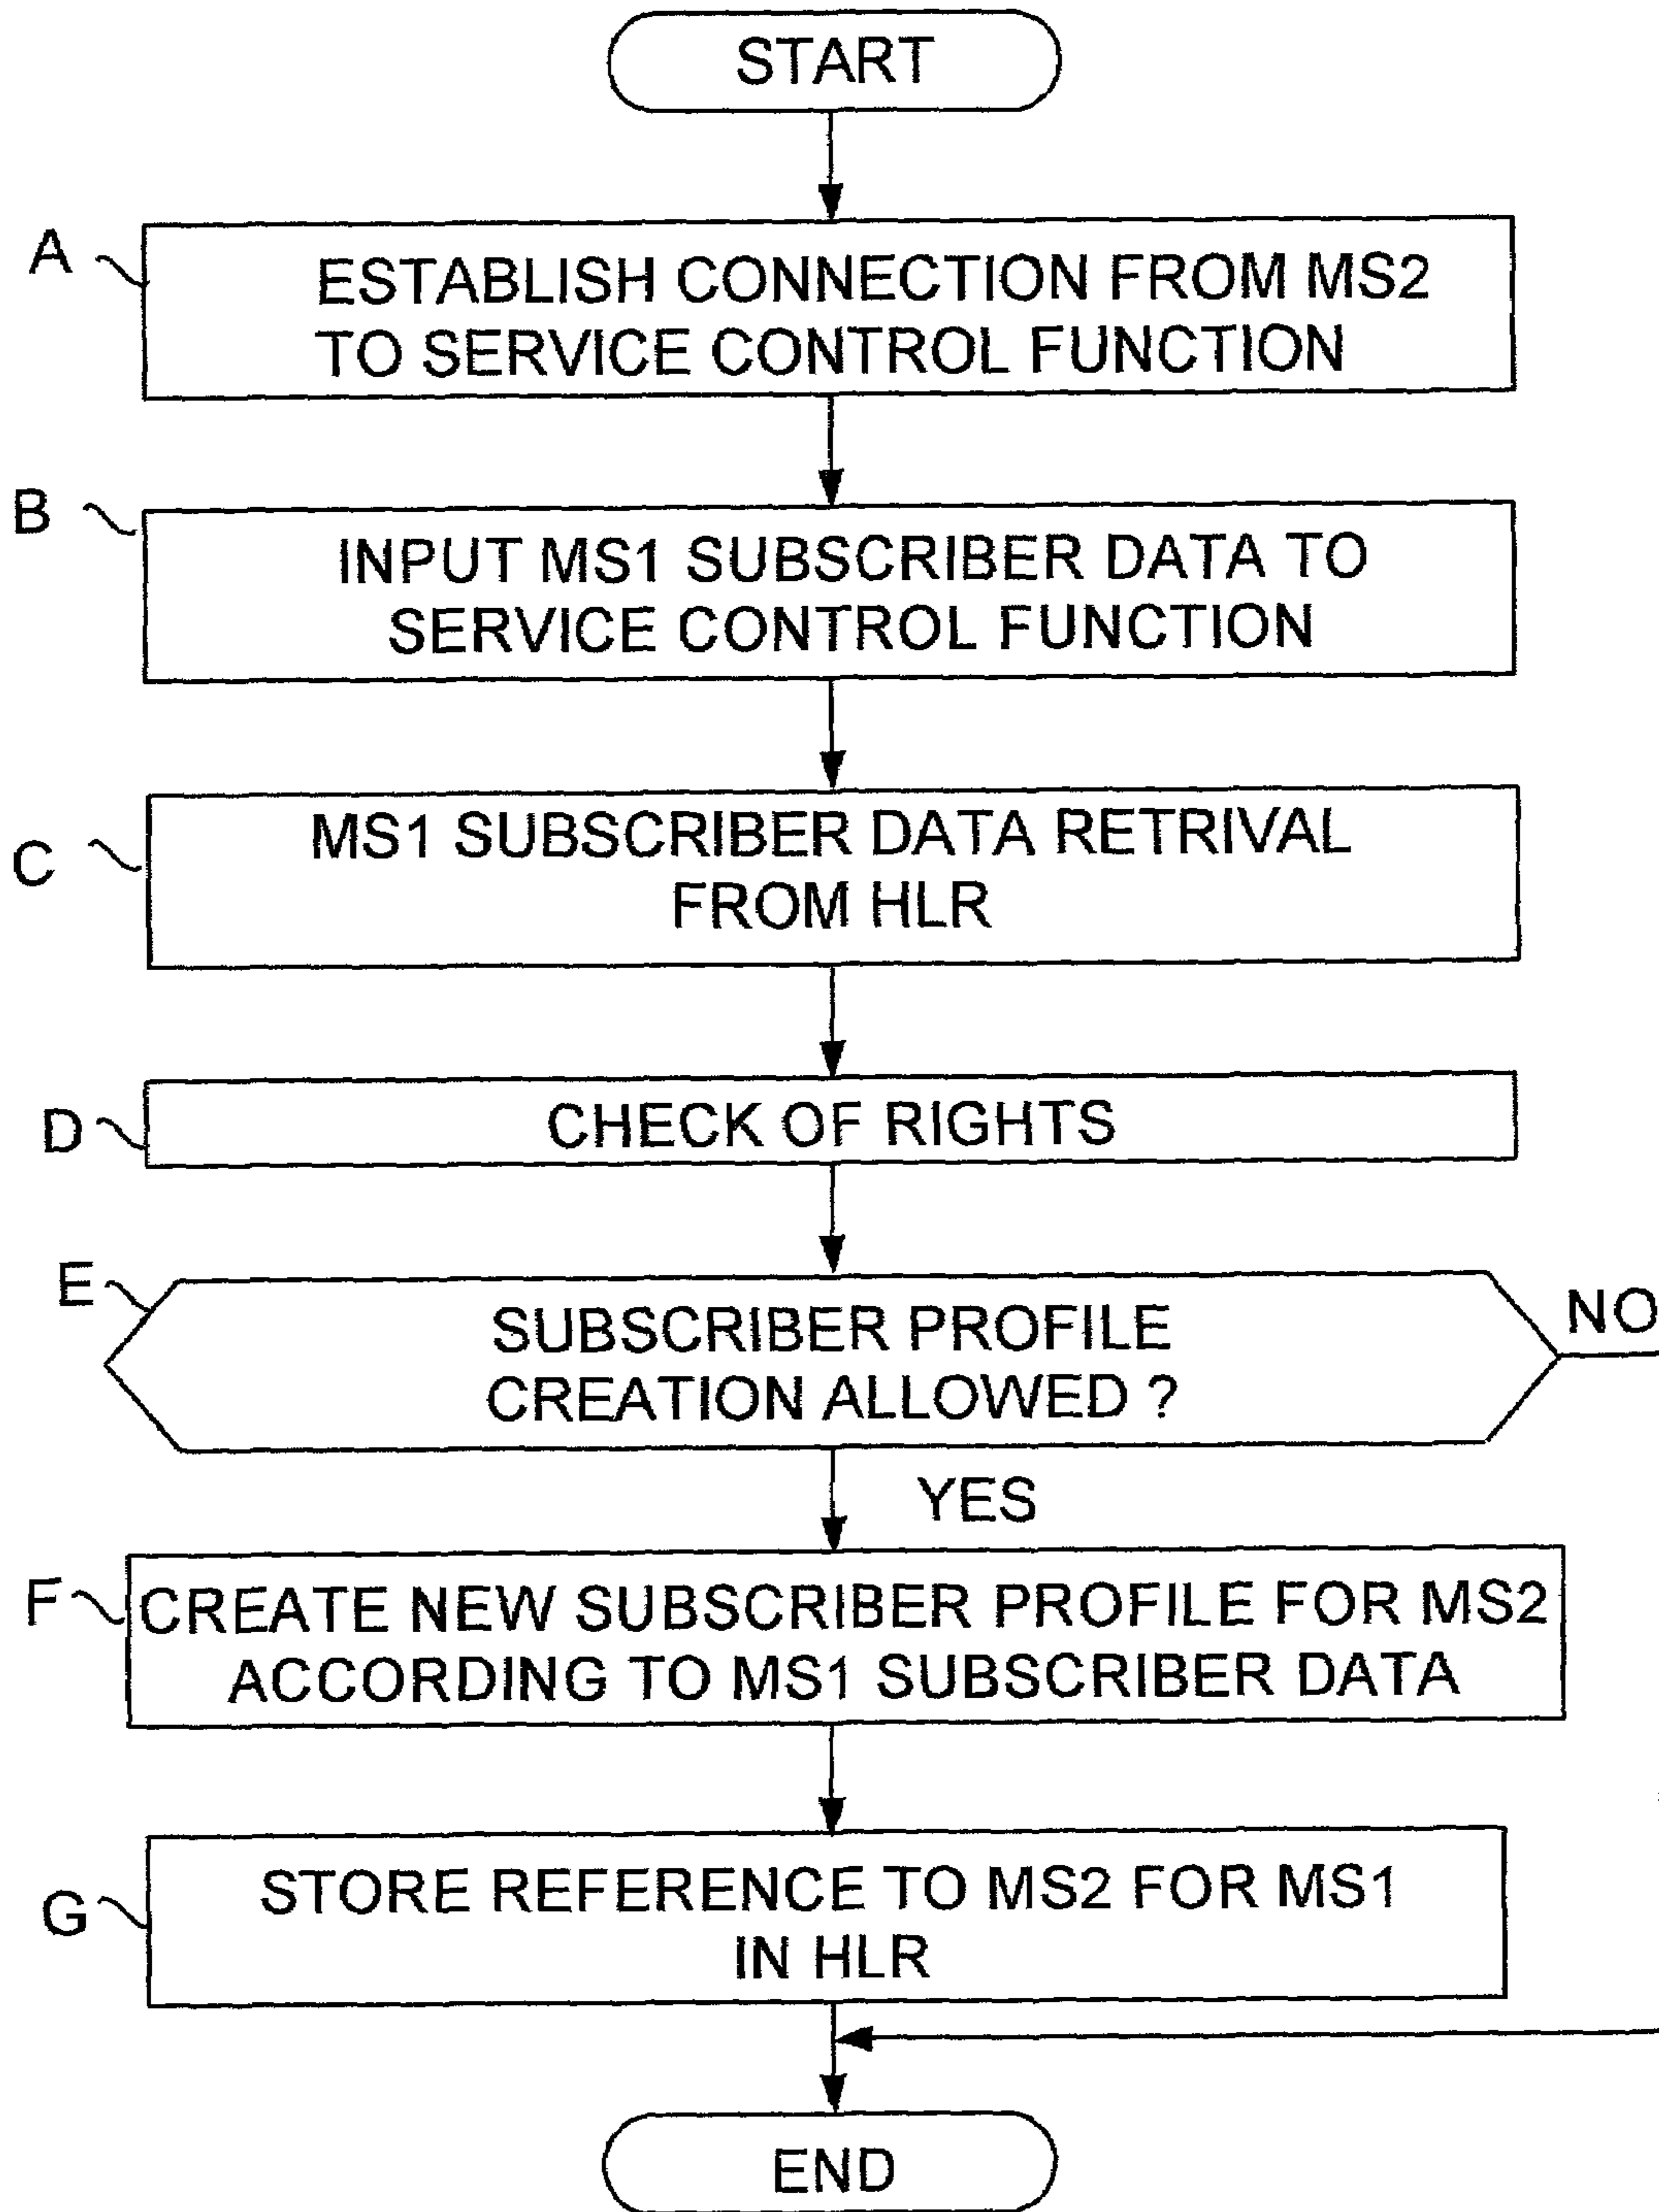 START
A
ESTABLISH CONNECTION FROM MS2
TO SERVICE CONTROL FUNCTION
B
INPUT MS1 SUBSCRIBER DATA TO
SERVICE CONTROL FUNCTION
C
MS1 SUBSCRIBER DATA RETRIVAL
FROM HLR
D
CHECK OF RIGHTS
E
SUBSCRIBER PROFILE
CREATION ALLOWED ?
NO
YES
F
CREATE NEW SUBSCRIBER PROFILE FOR MS2
ACCORDING TO MS1 SUBSCRIBER DATA
G
STORE REFERENCE TO MS2 FOR MS1
IN HLR
END